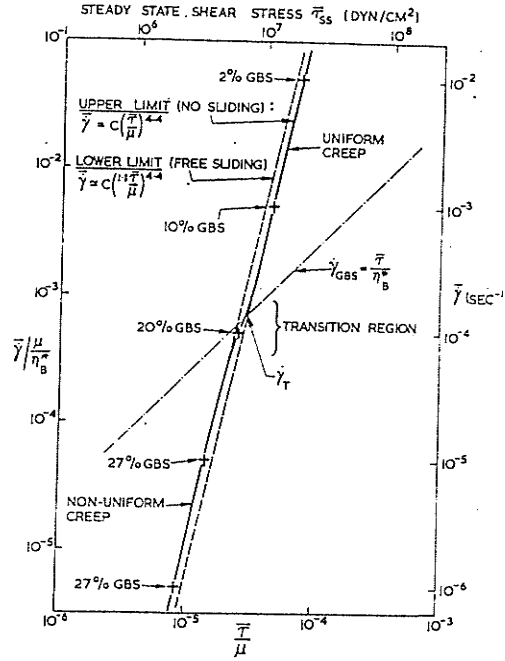 STEADY STATE SHEAR STRESS τ̄SS (DYN/CM²)
10⁶ 10⁷ 10⁸
10⁻¹
2% GBS
10⁻²
UPPER LIMIT (NO SLIDING) :
γ̇̄ ≃ C(τ̄/μ)⁴·⁴
UNIFORM
CREEP
10⁻²
LOWER LIMIT (FREE SLIDING)
γ̇̄ ≃ C(1·1τ̄/μ)⁴·⁴
10% GBS
10⁻³
γ̇GBS = τ̄/η*B
γ̇̄ (SEC⁻¹
10⁻³
20% GBS
TRANSITION REGION
10⁻⁴
γ̇̄/μ/η*B
γ̇T
10⁻⁴
27% GBS
10⁻⁵
NON-UNIFORM
CREEP
10⁻⁵
27% GBS
10⁻⁶
10⁻⁶ 10⁻⁵ 10⁻⁴ 10⁻³
τ̄/μ